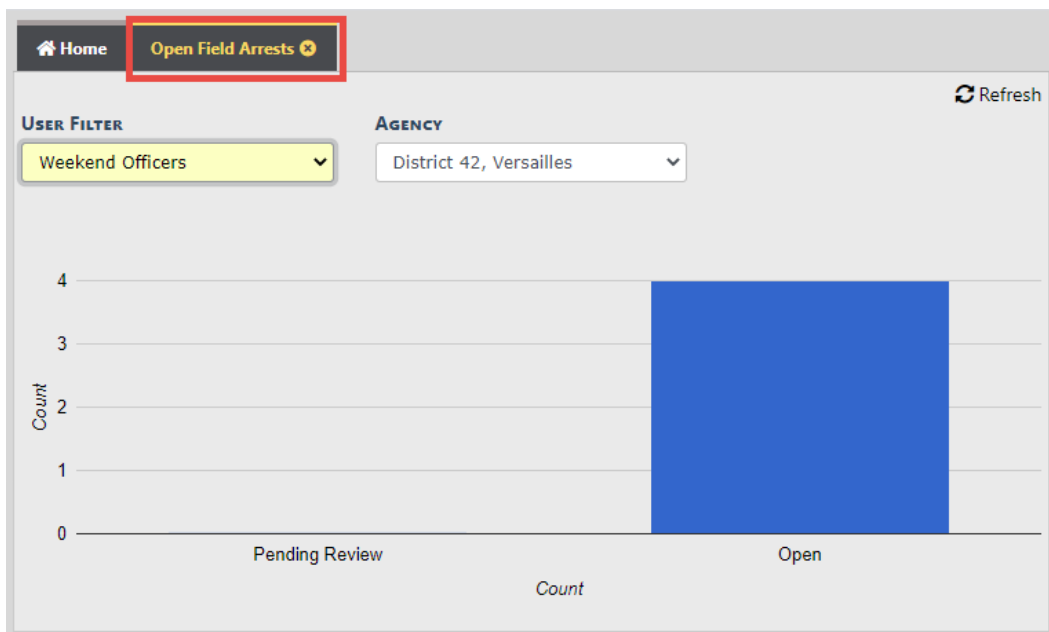 Home Open Field Arrests
Refresh
User Filter Agency
Weekend Officers District 42, Versailles
4
3
2
1
0
Count
Pending Review Open
Count